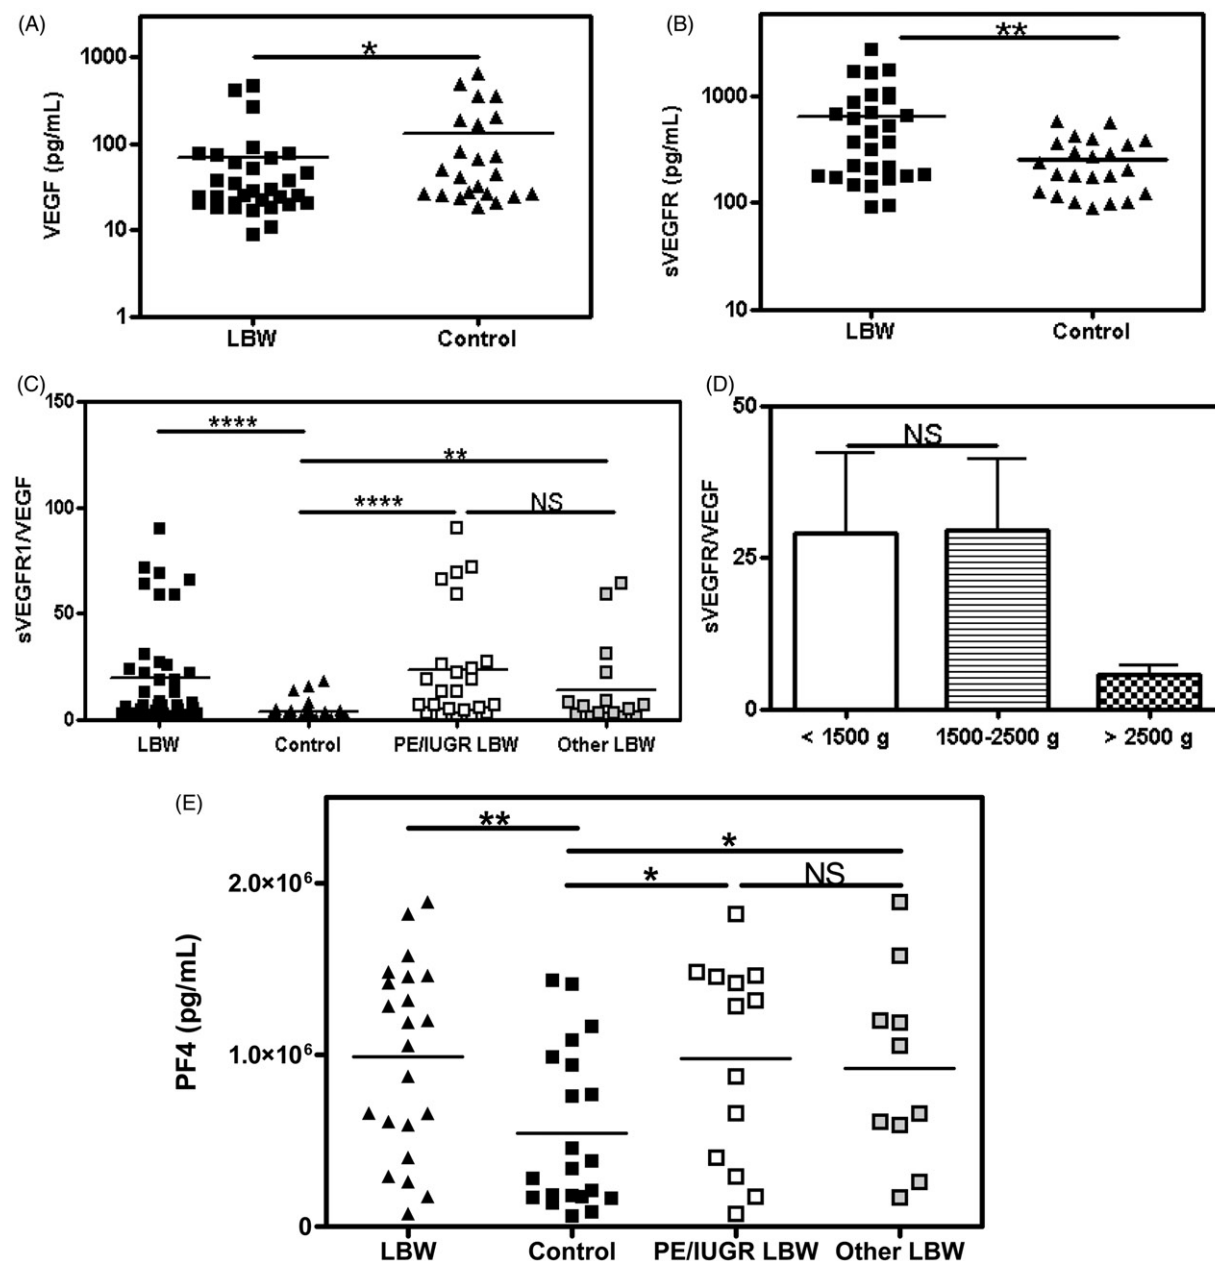 (A)
*
1000
100
10
1
VEGF (pg/mL)
LBW
Control
(B)
**
1000
100
10
sVEGFR (pg/mL)
LBW
Control
(C)
150
100
50
0
sVEGFR1/VEGF
****
**
****
NS
LBW
Control
PE/IUGR LBW
Other LBW
(D)
50
25
0
sVEGFR/VEGF
NS
< 1500 g
1500-2500 g
> 2500 g
(E)
**
*
*
NS
2.0×10⁶
1.0×10⁶
0
PF4 (pg/mL)
LBW
Control
PE/IUGR LBW
Other LBW